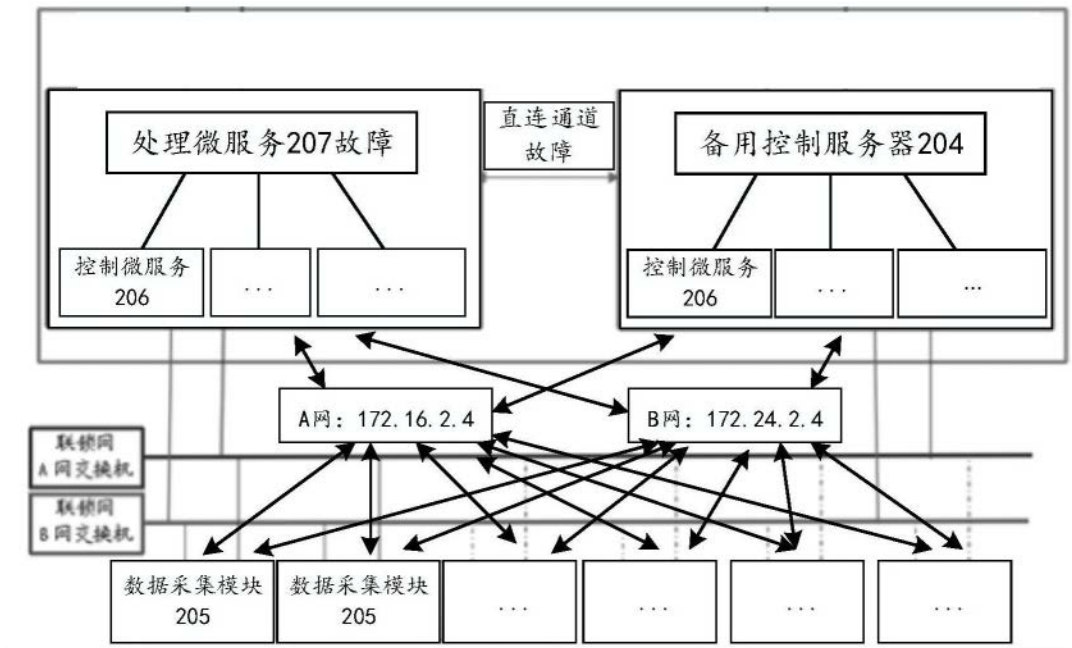 处理微服务207故障
直连通道
故障
备用控制服务器204
控制微服务
206
...
...
控制微服务
206
...
...
A网：172.16.2.4
B网：172.24.2.4
联锁网
A网交换机
联锁网
B网交换机
数据采集模块
205
数据采集模块
205
...
...
...
...